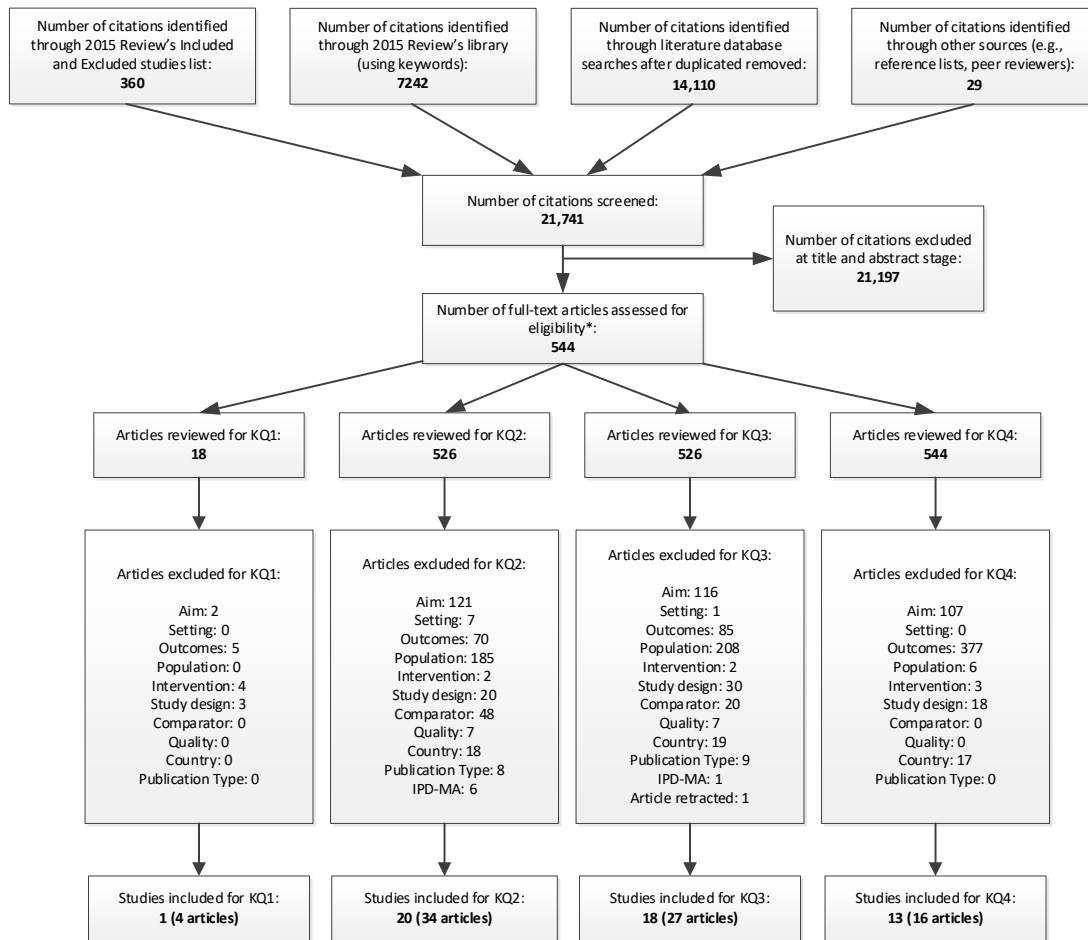 Number of citations identified
through 2015 Review's Included
and Excluded studies list:
360
Number of citations identified
through 2015 Review's library
(using keywords):
7242
Number of citations identified
through literature database
searches after duplicated removed:
14,110
Number of citations identified
through other sources (e.g.,
reference lists, peer reviewers):
29
Number of citations screened:
21,741
Number of citations excluded
at title and abstract stage:
21,197
Number of full-text articles assessed for
eligibility*:
544
Articles reviewed for KQ1:
18
Articles reviewed for KQ2:
526
Articles reviewed for KQ3:
526
Articles reviewed for KQ4:
544
Articles excluded for KQ1:
Aim: 2
Setting: 0
Outcomes: 5
Population: 0
Intervention: 4
Study design: 3
Comparator: 0
Quality: 0
Country: 0
Publication Type: 0
Articles excluded for KQ2:
Aim: 121
Setting: 7
Outcomes: 70
Population: 185
Intervention: 2
Study design: 20
Comparator: 48
Quality: 7
Country: 18
Publication Type: 8
IPD-MA: 6
Articles excluded for KQ3:
Aim: 116
Setting: 1
Outcomes: 85
Population: 208
Intervention: 2
Study design: 30
Comparator: 20
Quality: 7
Country: 19
Publication Type: 9
IPD-MA: 1
Article retracted: 1
Articles excluded for KQ4:
Aim: 107
Setting: 0
Outcomes: 377
Population: 6
Intervention: 3
Study design: 18
Comparator: 0
Quality: 0
Country: 17
Publication Type: 0
Studies included for KQ1:
1 (4 articles)
Studies included for KQ2:
20 (34 articles)
Studies included for KQ3:
18 (27 articles)
Studies included for KQ4:
13 (16 articles)